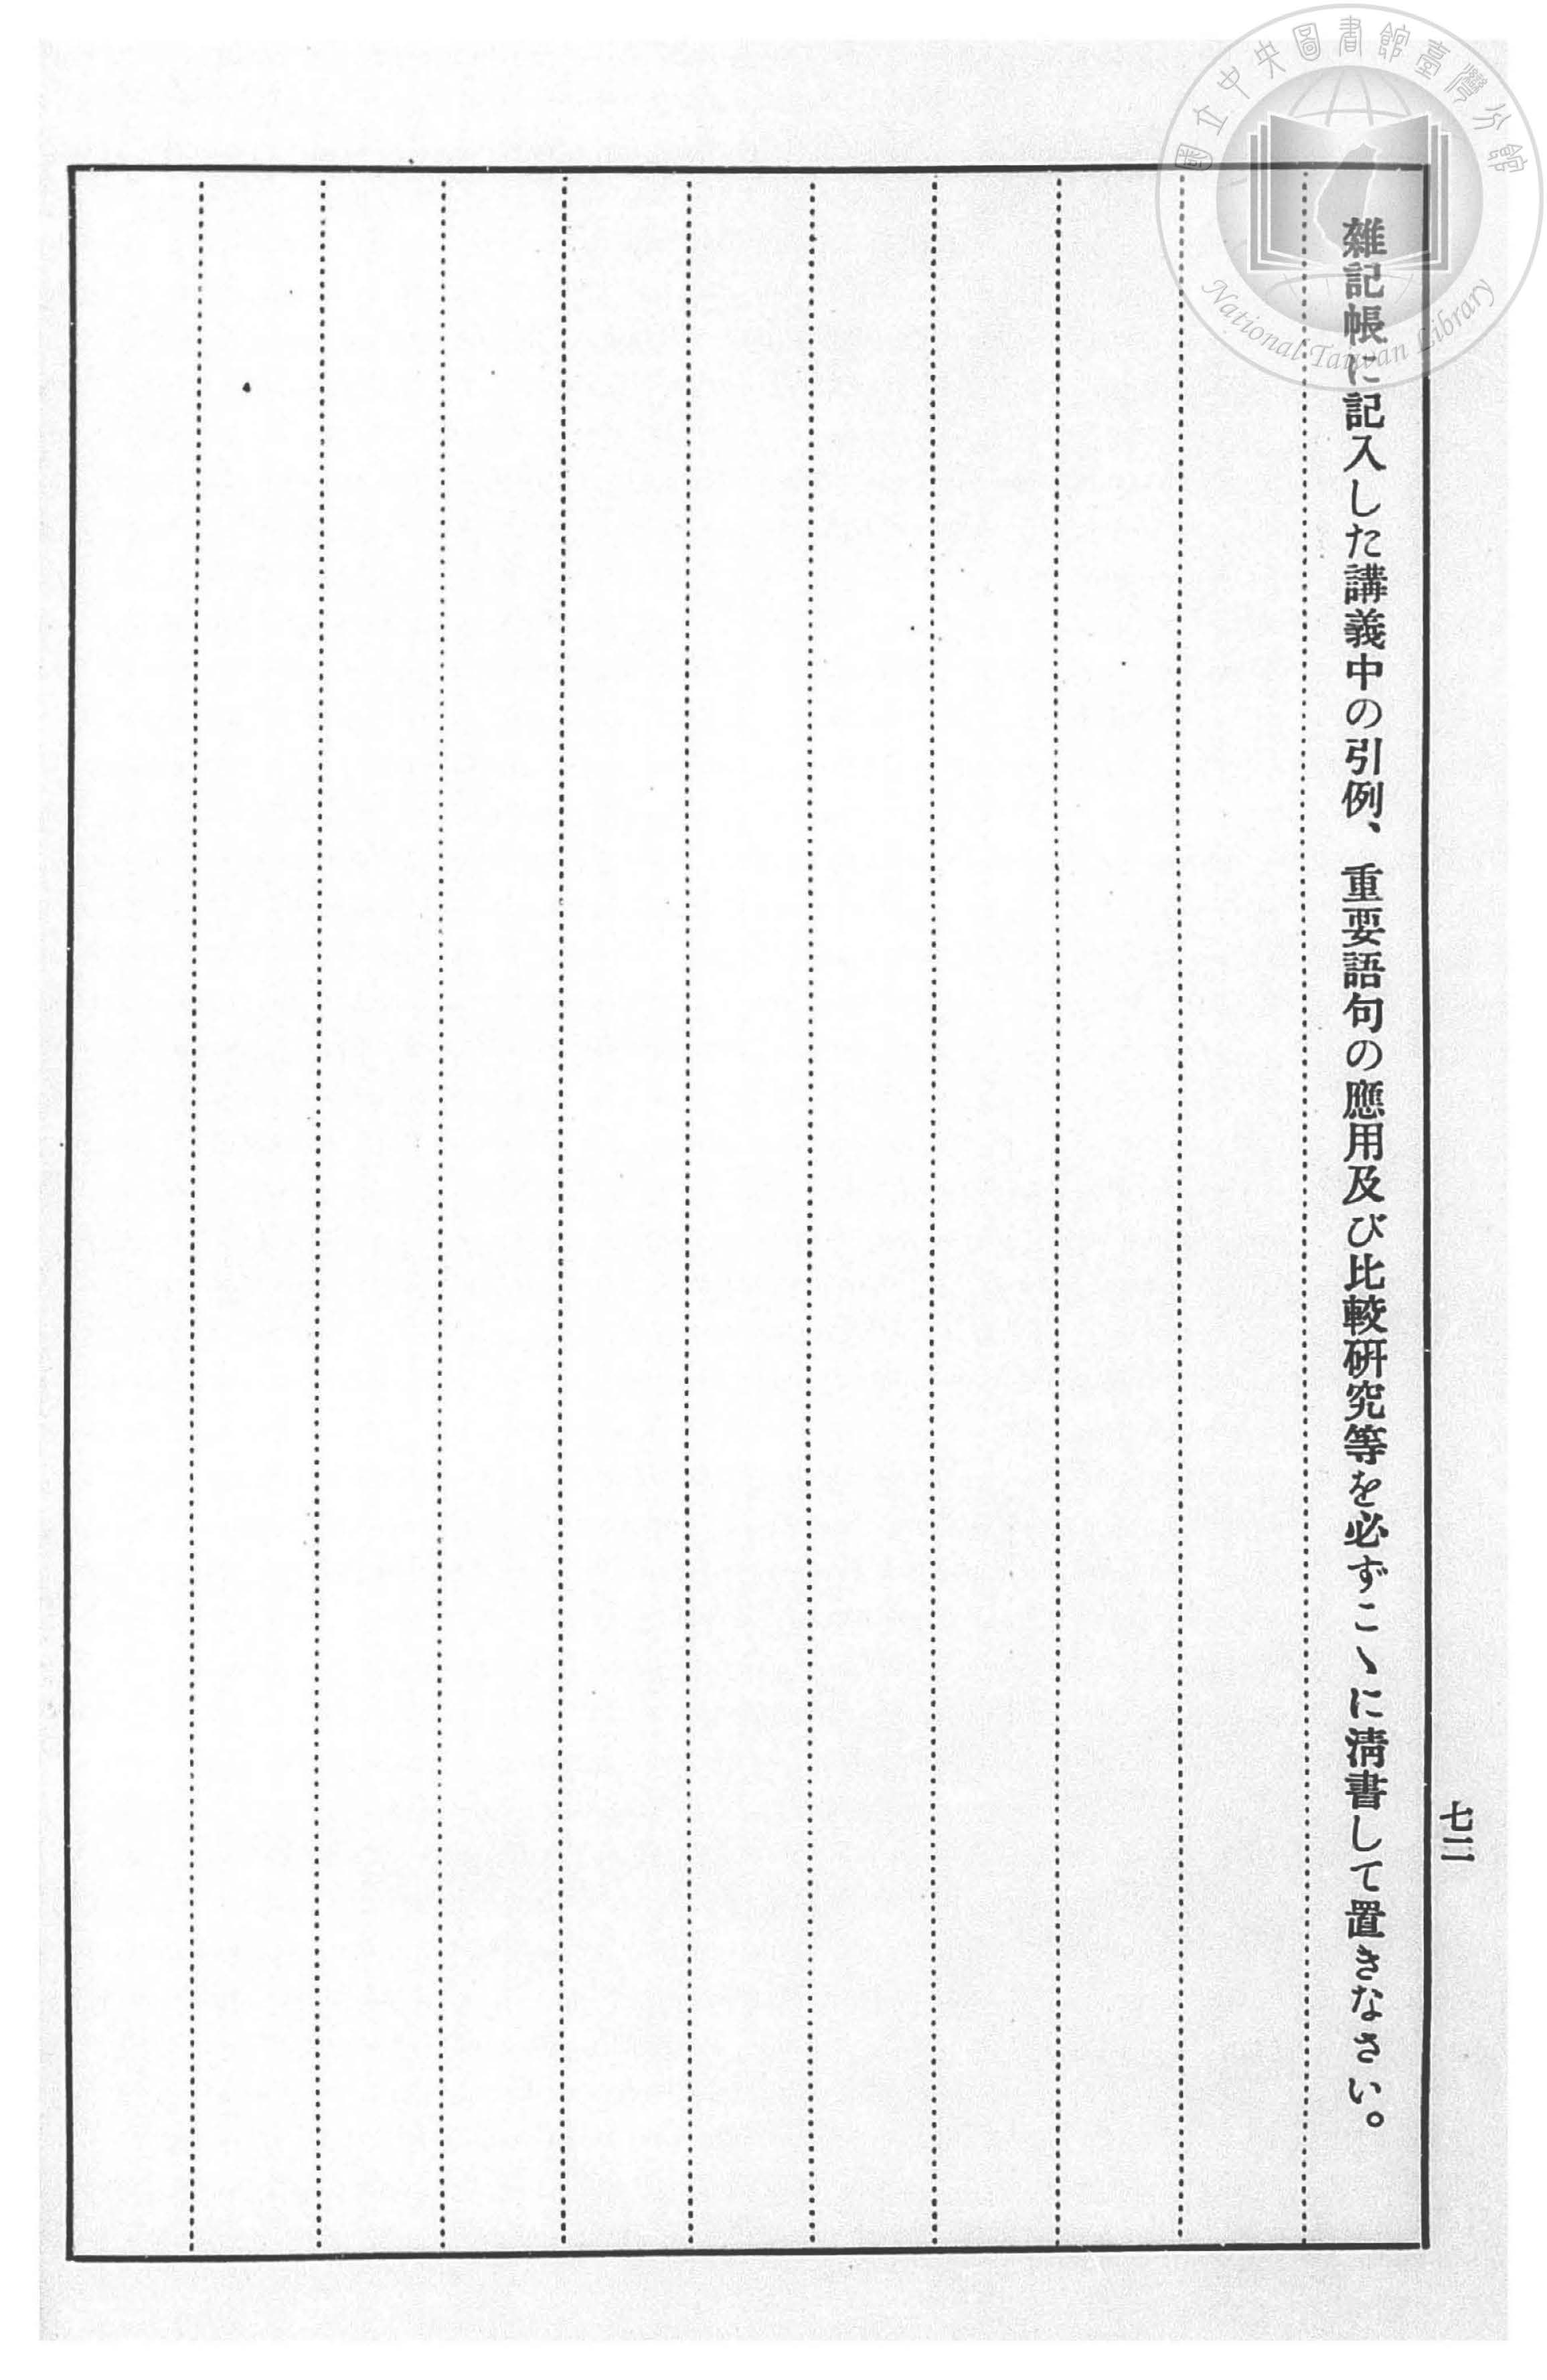 國立中央圖書館臺灣分館
National Taiwan Library
七二
雜記帳に記入した講義中の引例、重要語句の應用及び比較研究等を必ずこゝに淸書して置きなさい。